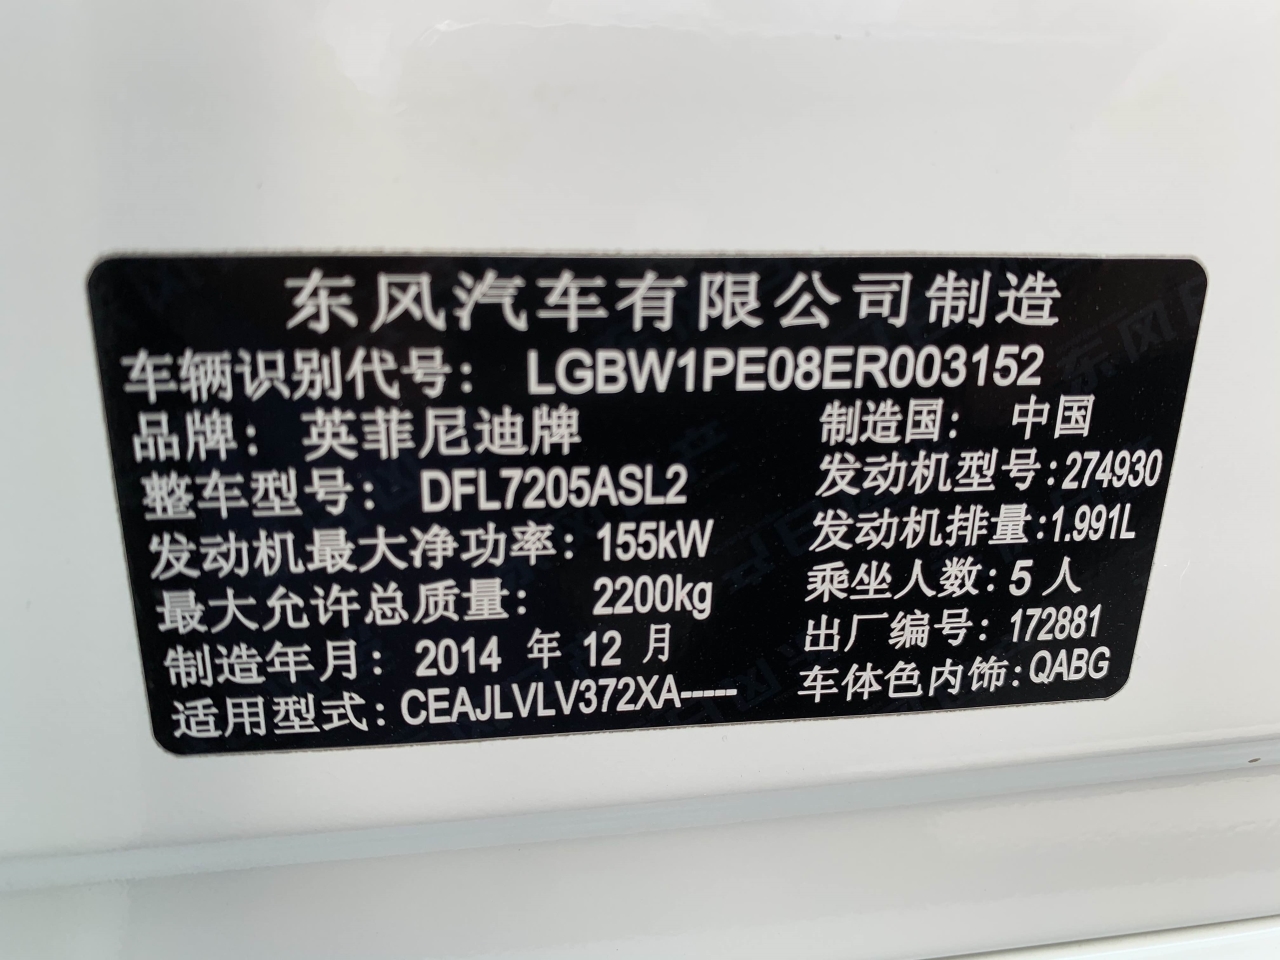 东风汽车有限公司制造
车辆识别代号： LGBW1PE08ER003152
品牌： 英菲尼迪牌 制造国： 中国
整车型号： DFL7205ASL2 发动机型号:274930
发动机最大净功率：155kW 发动机排量:1.991L
最大允许总质量： 2200kg 乘坐人数: 5 人
制造年月: 2014 年 12 月 出厂编号: 172881
适用型式: CEAJLVLV372XA----- 车体色内饰:QABG